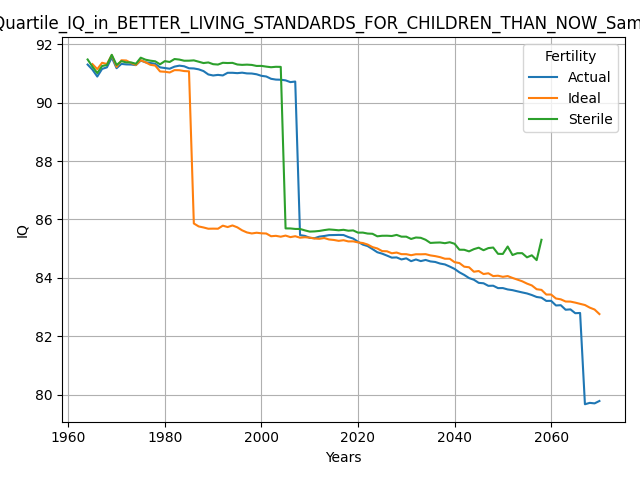 Quartile_IQ_in_BETTER_LIVING_STANDARDS_FOR_CHILDREN_THAN_NOW_Sam
92
90
88
86
84
82
80
IQ
Fertility
Actual
Ideal
Sterile
1960 1980 2000 2020 2040 2060
Years